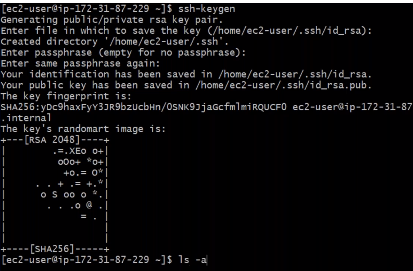 [ec2-user@ip-172-31-87-229 ~]$ ssh-keygen
Generating public/private rsa key pair.
Enter file in which to save the key (/home/ec2-user/.ssh/id_rsa):
Created directory '/home/ec2-user/.ssh'.
Enter passphrase (empty for no passphrase):
Enter same passphrase again:
Your identification has been saved in /home/ec2-user/.ssh/id_rsa.
Your public key has been saved in /home/ec2-user/.ssh/id_rsa.pub.
The key fingerprint is:
SHA256:yDc9haxFyY3JR9bzUcbHn/OSNK9JjaGcfmlmiRQUCF0 ec2-user@ip-172-31-87
.internal
The key's randomart image is:
+---[RSA 2048]----+
|       .=.XEo o+|
|        oOo+ *o+|
|         +o.= O*|
|     . . + .= +.*|
|      o S oo o *.|
|       . . .o @ .|
|            = . |
|                 |
|                 |
+----[SHA256]-----+
[ec2-user@ip-172-31-87-229 ~]$ ls -a